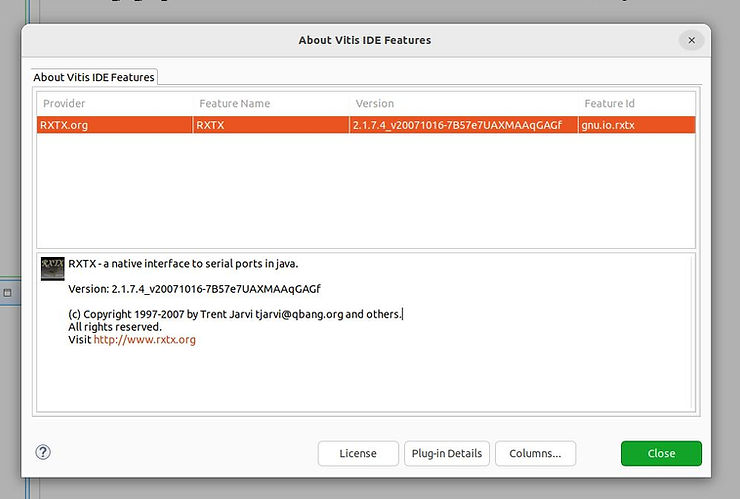 About Vitis IDE Features
About Vitis IDE Features
Provider Feature Name Version Feature Id
RXTX.org RXTX 2.1.7.4_v20071016-7B57e7UAXMAAqGAGf gnu.io.rxtx
RXTX - a native interface to serial ports in java.
Version: 2.1.7.4_v20071016-7B57e7UAXMAAqGAGf
(c) Copyright 1997-2007 by Trent Jarvi tjarvi@qbang.org and others.
All rights reserved.
Visit http://www.rxtx.org
License Plug-in Details Columns... Close